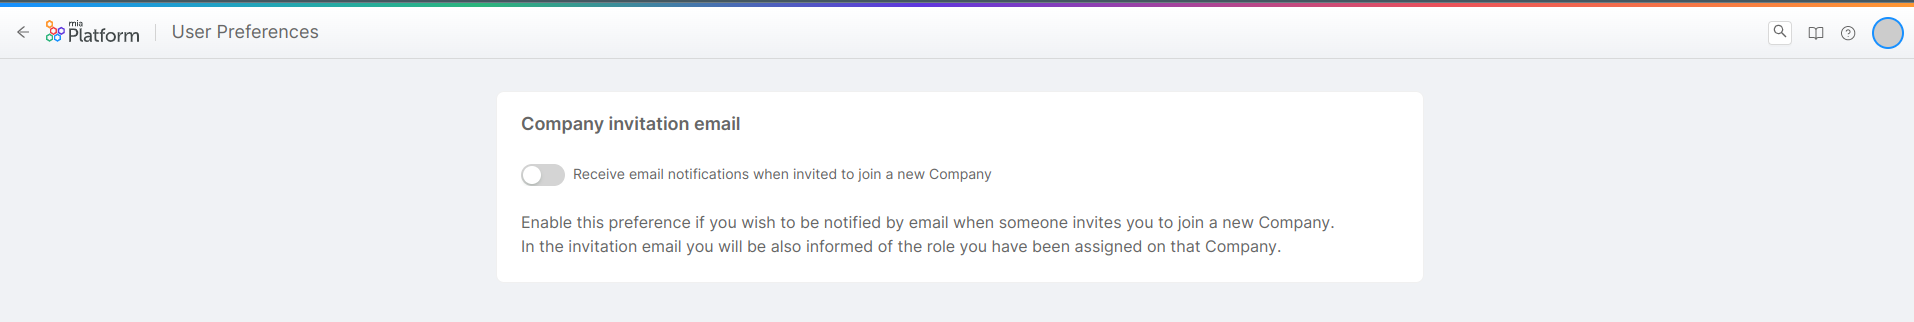 mia
Platform
User Preferences
Company invitation email
Receive email notifications when invited to join a new Company
Enable this preference if you wish to be notified by email when someone invites you to join a new Company.
In the invitation email you will be also informed of the role you have been assigned on that Company.